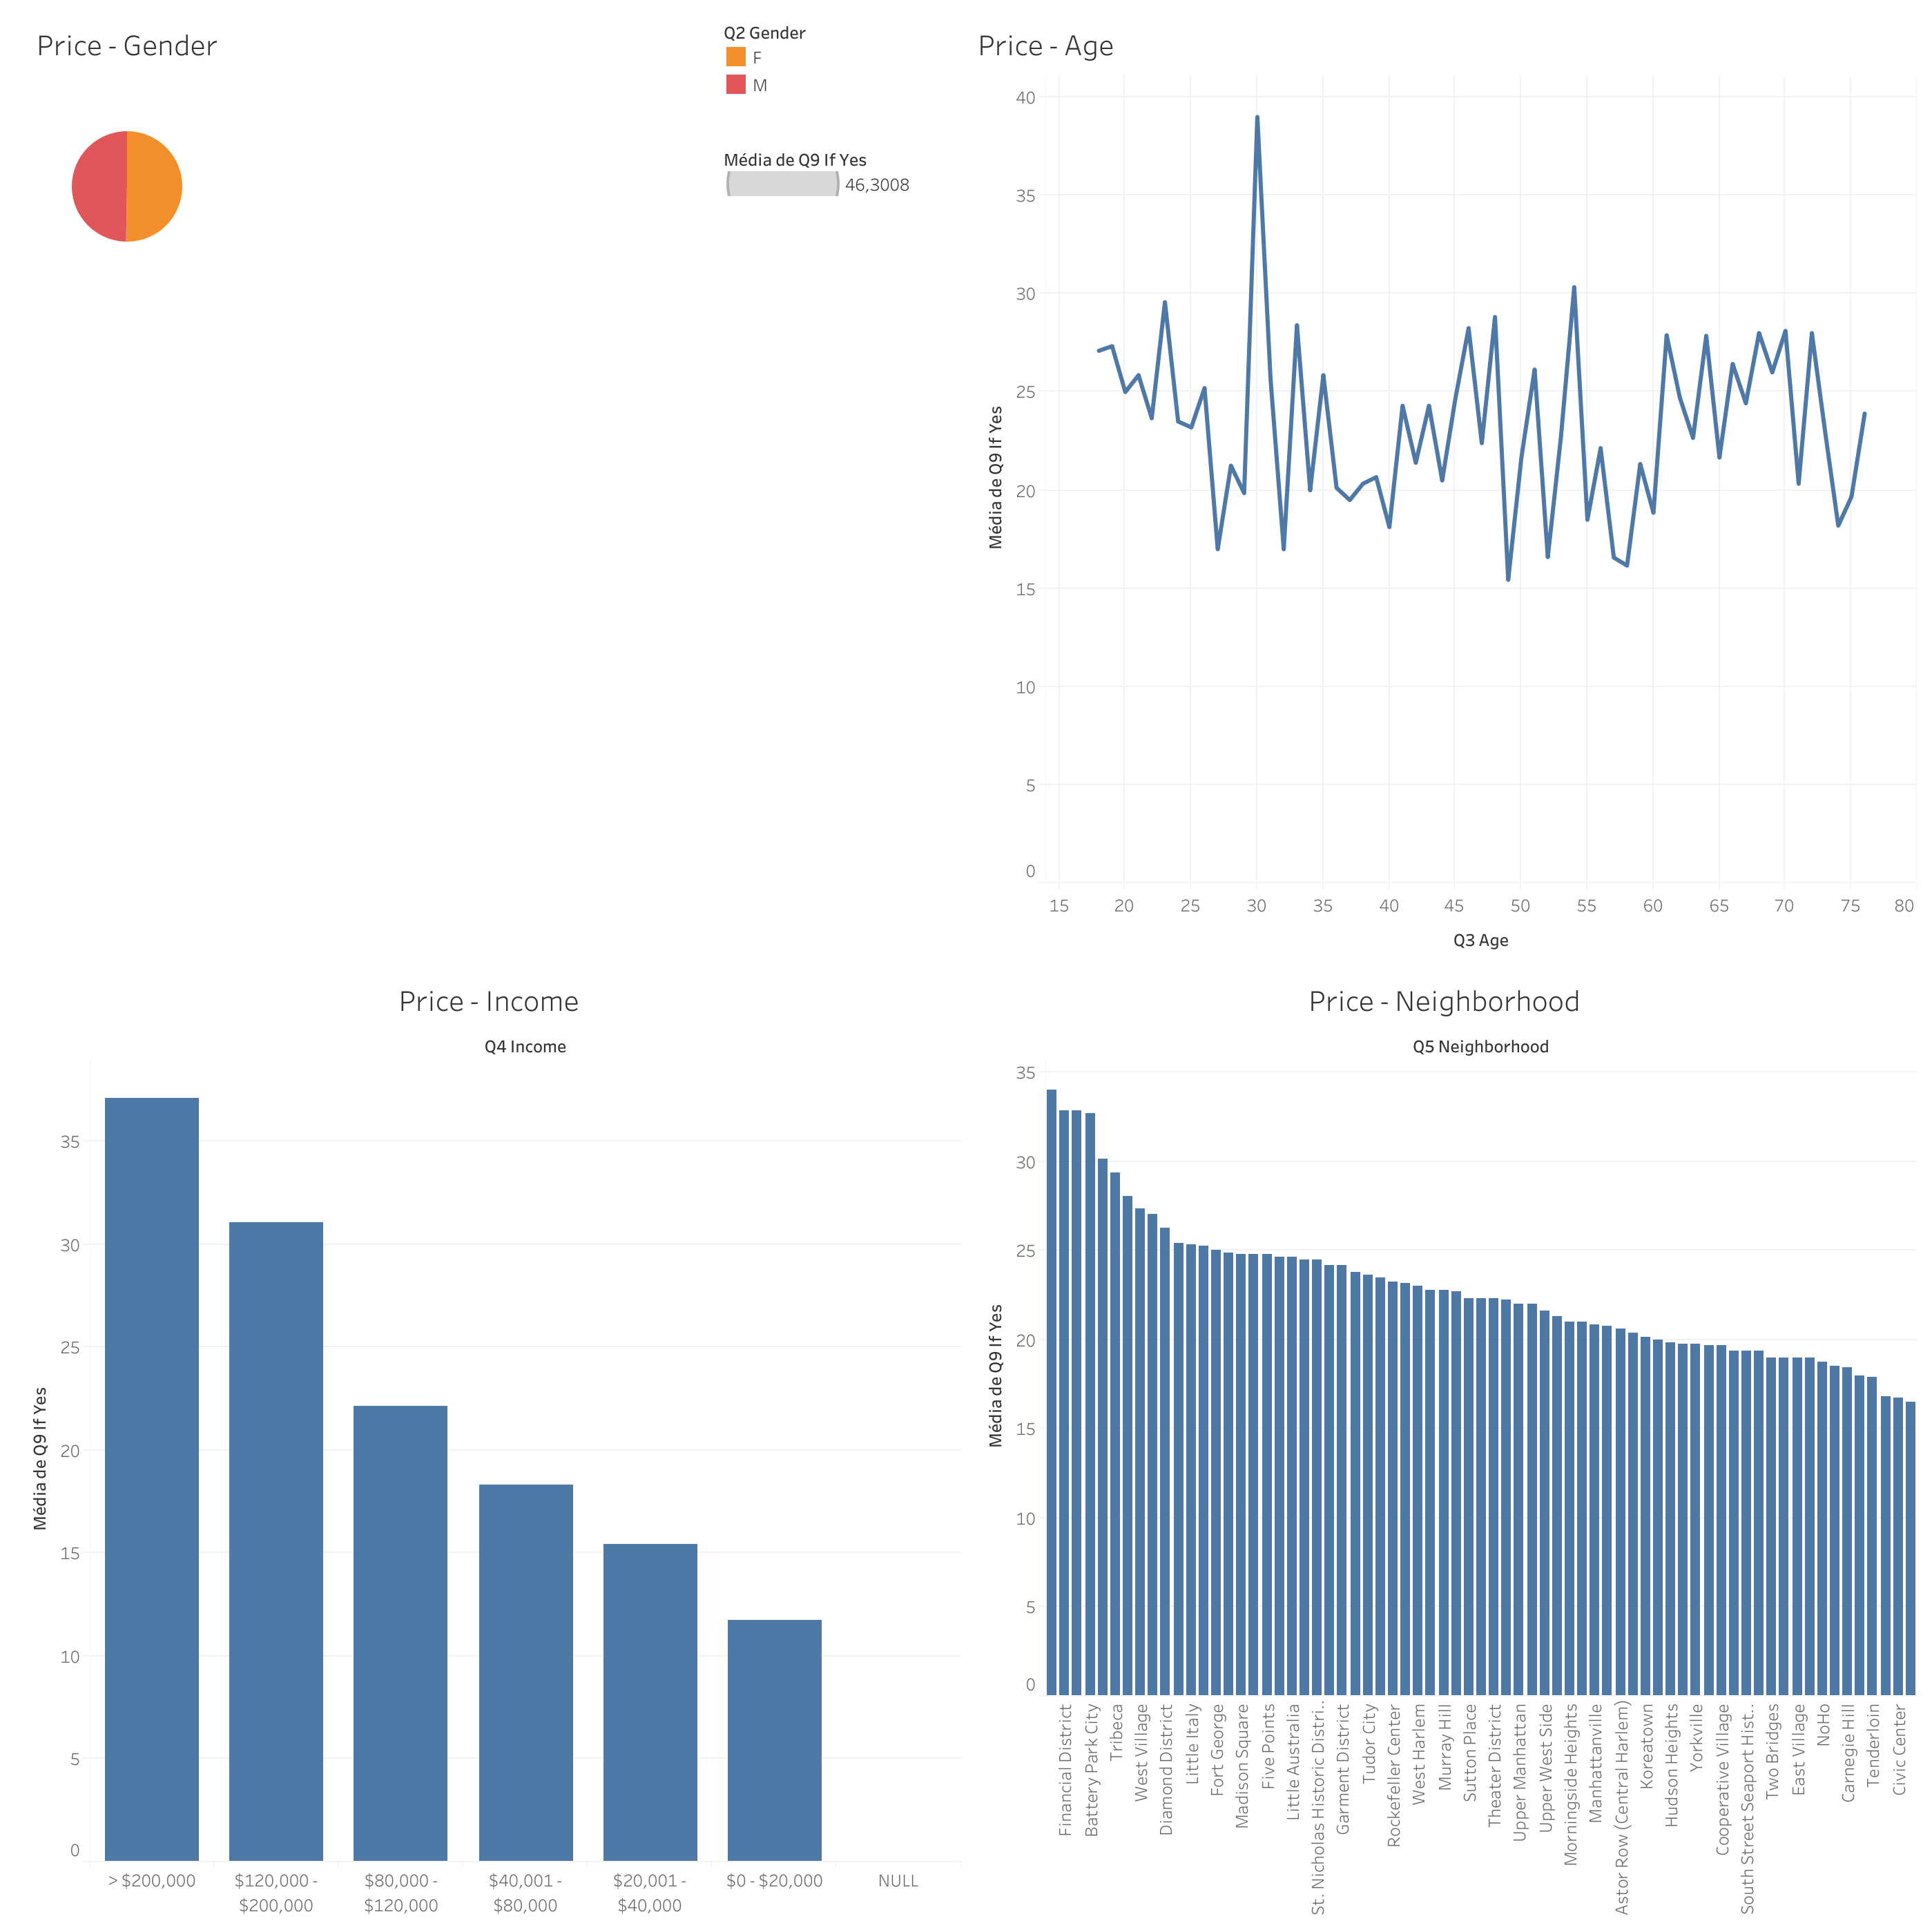 Price - Gender
Q2 Gender
F
M
Média de Q9 If Yes
46,3008
Price - Age
40
35
30
25
20
15
10
5
0
Média de Q9 If Yes
15 20 25 30 35 40 45 50 55 60 65 70 75 80
Q3 Age
Price - Income
Q4 Income
35
30
25
20
15
10
5
0
Média de Q9 If Yes
> $200,000
$120,000 -
$200,000
$80,000 -
$120,000
$40,001 -
$80,000
$20,001 -
$40,000
$0 - $20,000
NULL
Price - Neighborhood
Q5 Neighborhood
35
30
25
20
15
10
5
0
Média de Q9 If Yes
Financial District
Battery Park City
Tribeca
West Village
Diamond District
Little Italy
Fort George
Madison Square
Five Points
Little Australia
St. Nicholas Historic Distri..
Garment District
Tudor City
Rockefeller Center
West Harlem
Murray Hill
Sutton Place
Theater District
Upper Manhattan
Upper West Side
Morningside Heights
Manhattanville
Astor Row (Central Harlem)
Koreatown
Hudson Heights
Yorkville
Cooperative Village
South Street Seaport Hist..
Two Bridges
East Village
NoHo
Carnegie Hill
Tenderloin
Civic Center